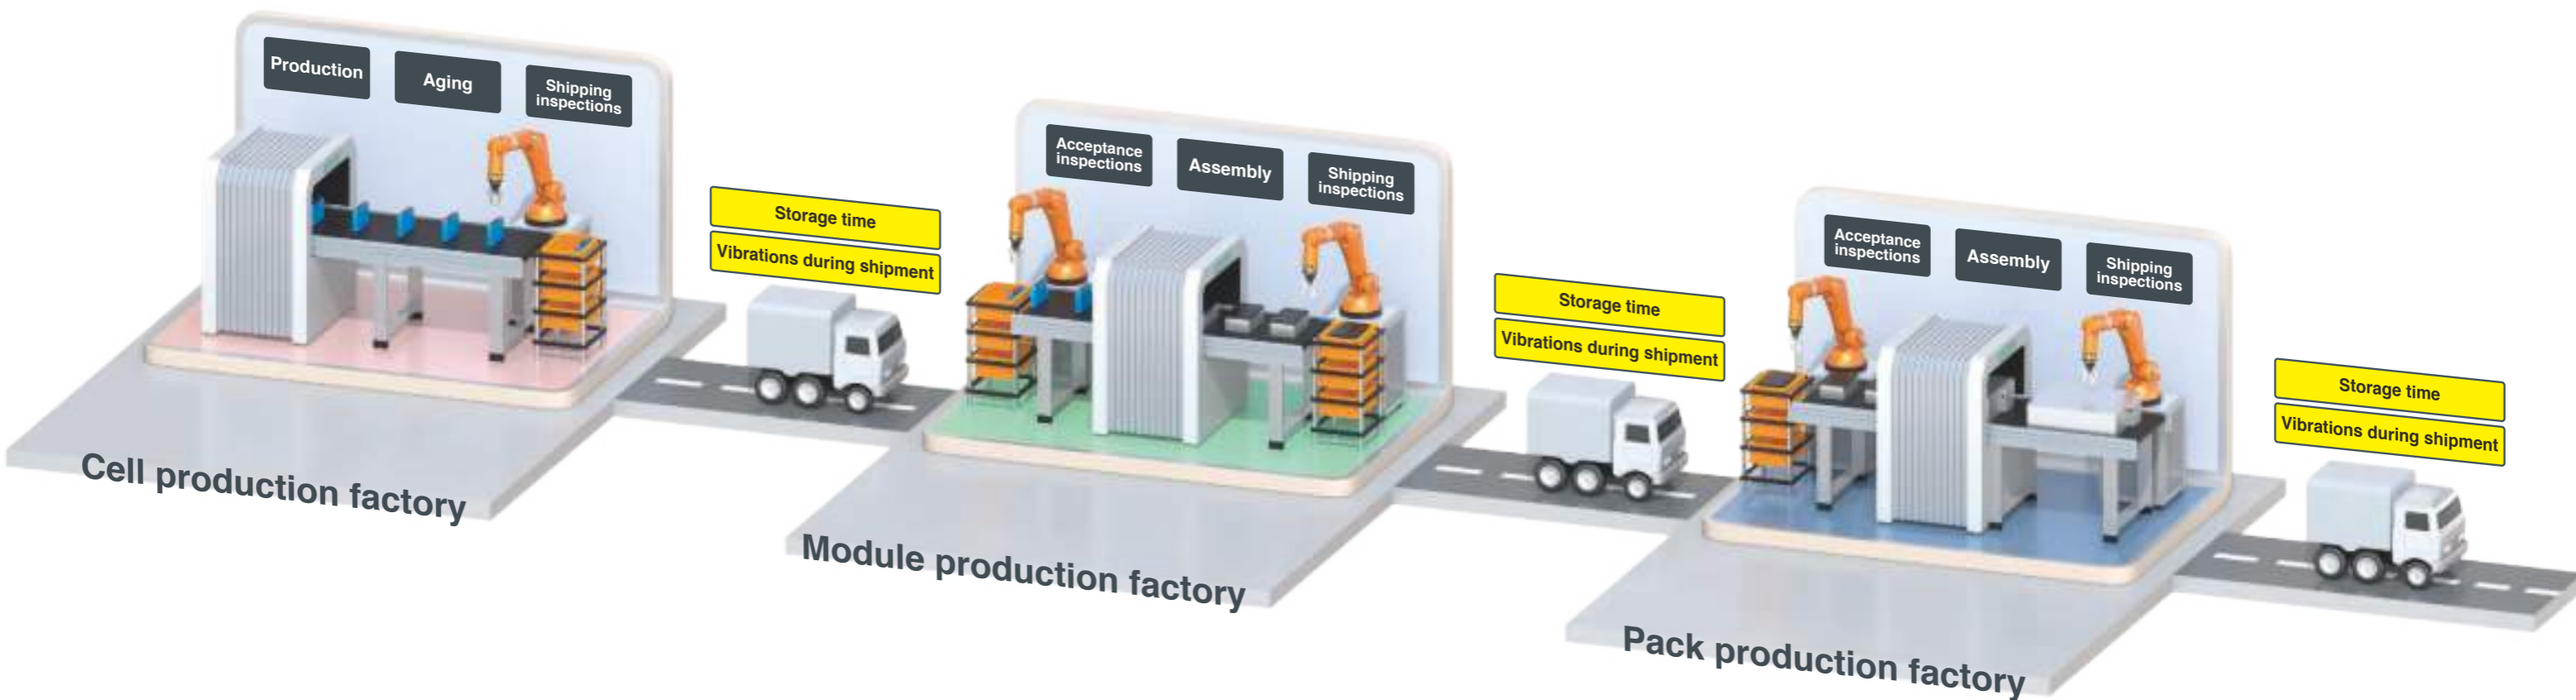 Production
Aging
Shipping
inspections
Storage time
Vibrations during shipment
Cell production factory
Acceptance
inspections
Assembly
Shipping
inspections
Storage time
Vibrations during shipment
Module production factory
Acceptance
inspections
Assembly
Shipping
inspections
Storage time
Vibrations during shipment
Pack production factory